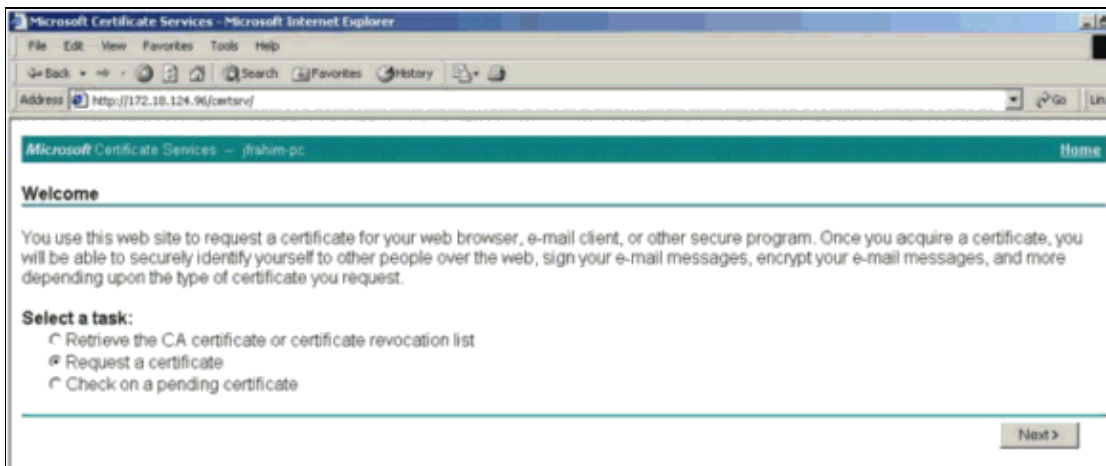 Microsoft Certificate Services - Microsoft Internet Explorer
File Edit View Favorites Tools Help
Back Search Favorites History
Address http://172.18.124.96/certsrv/ Go
Microsoft Certificate Services -- jfrahim-pc Home
Welcome
You use this web site to request a certificate for your web browser, e-mail client, or other secure program. Once you acquire a certificate, you
will be able to securely identify yourself to other people over the web, sign your e-mail messages, encrypt your e-mail messages, and more
depending upon the type of certificate you request.
Select a task:
Retrieve the CA certificate or certificate revocation list
Request a certificate
Check on a pending certificate
Next >